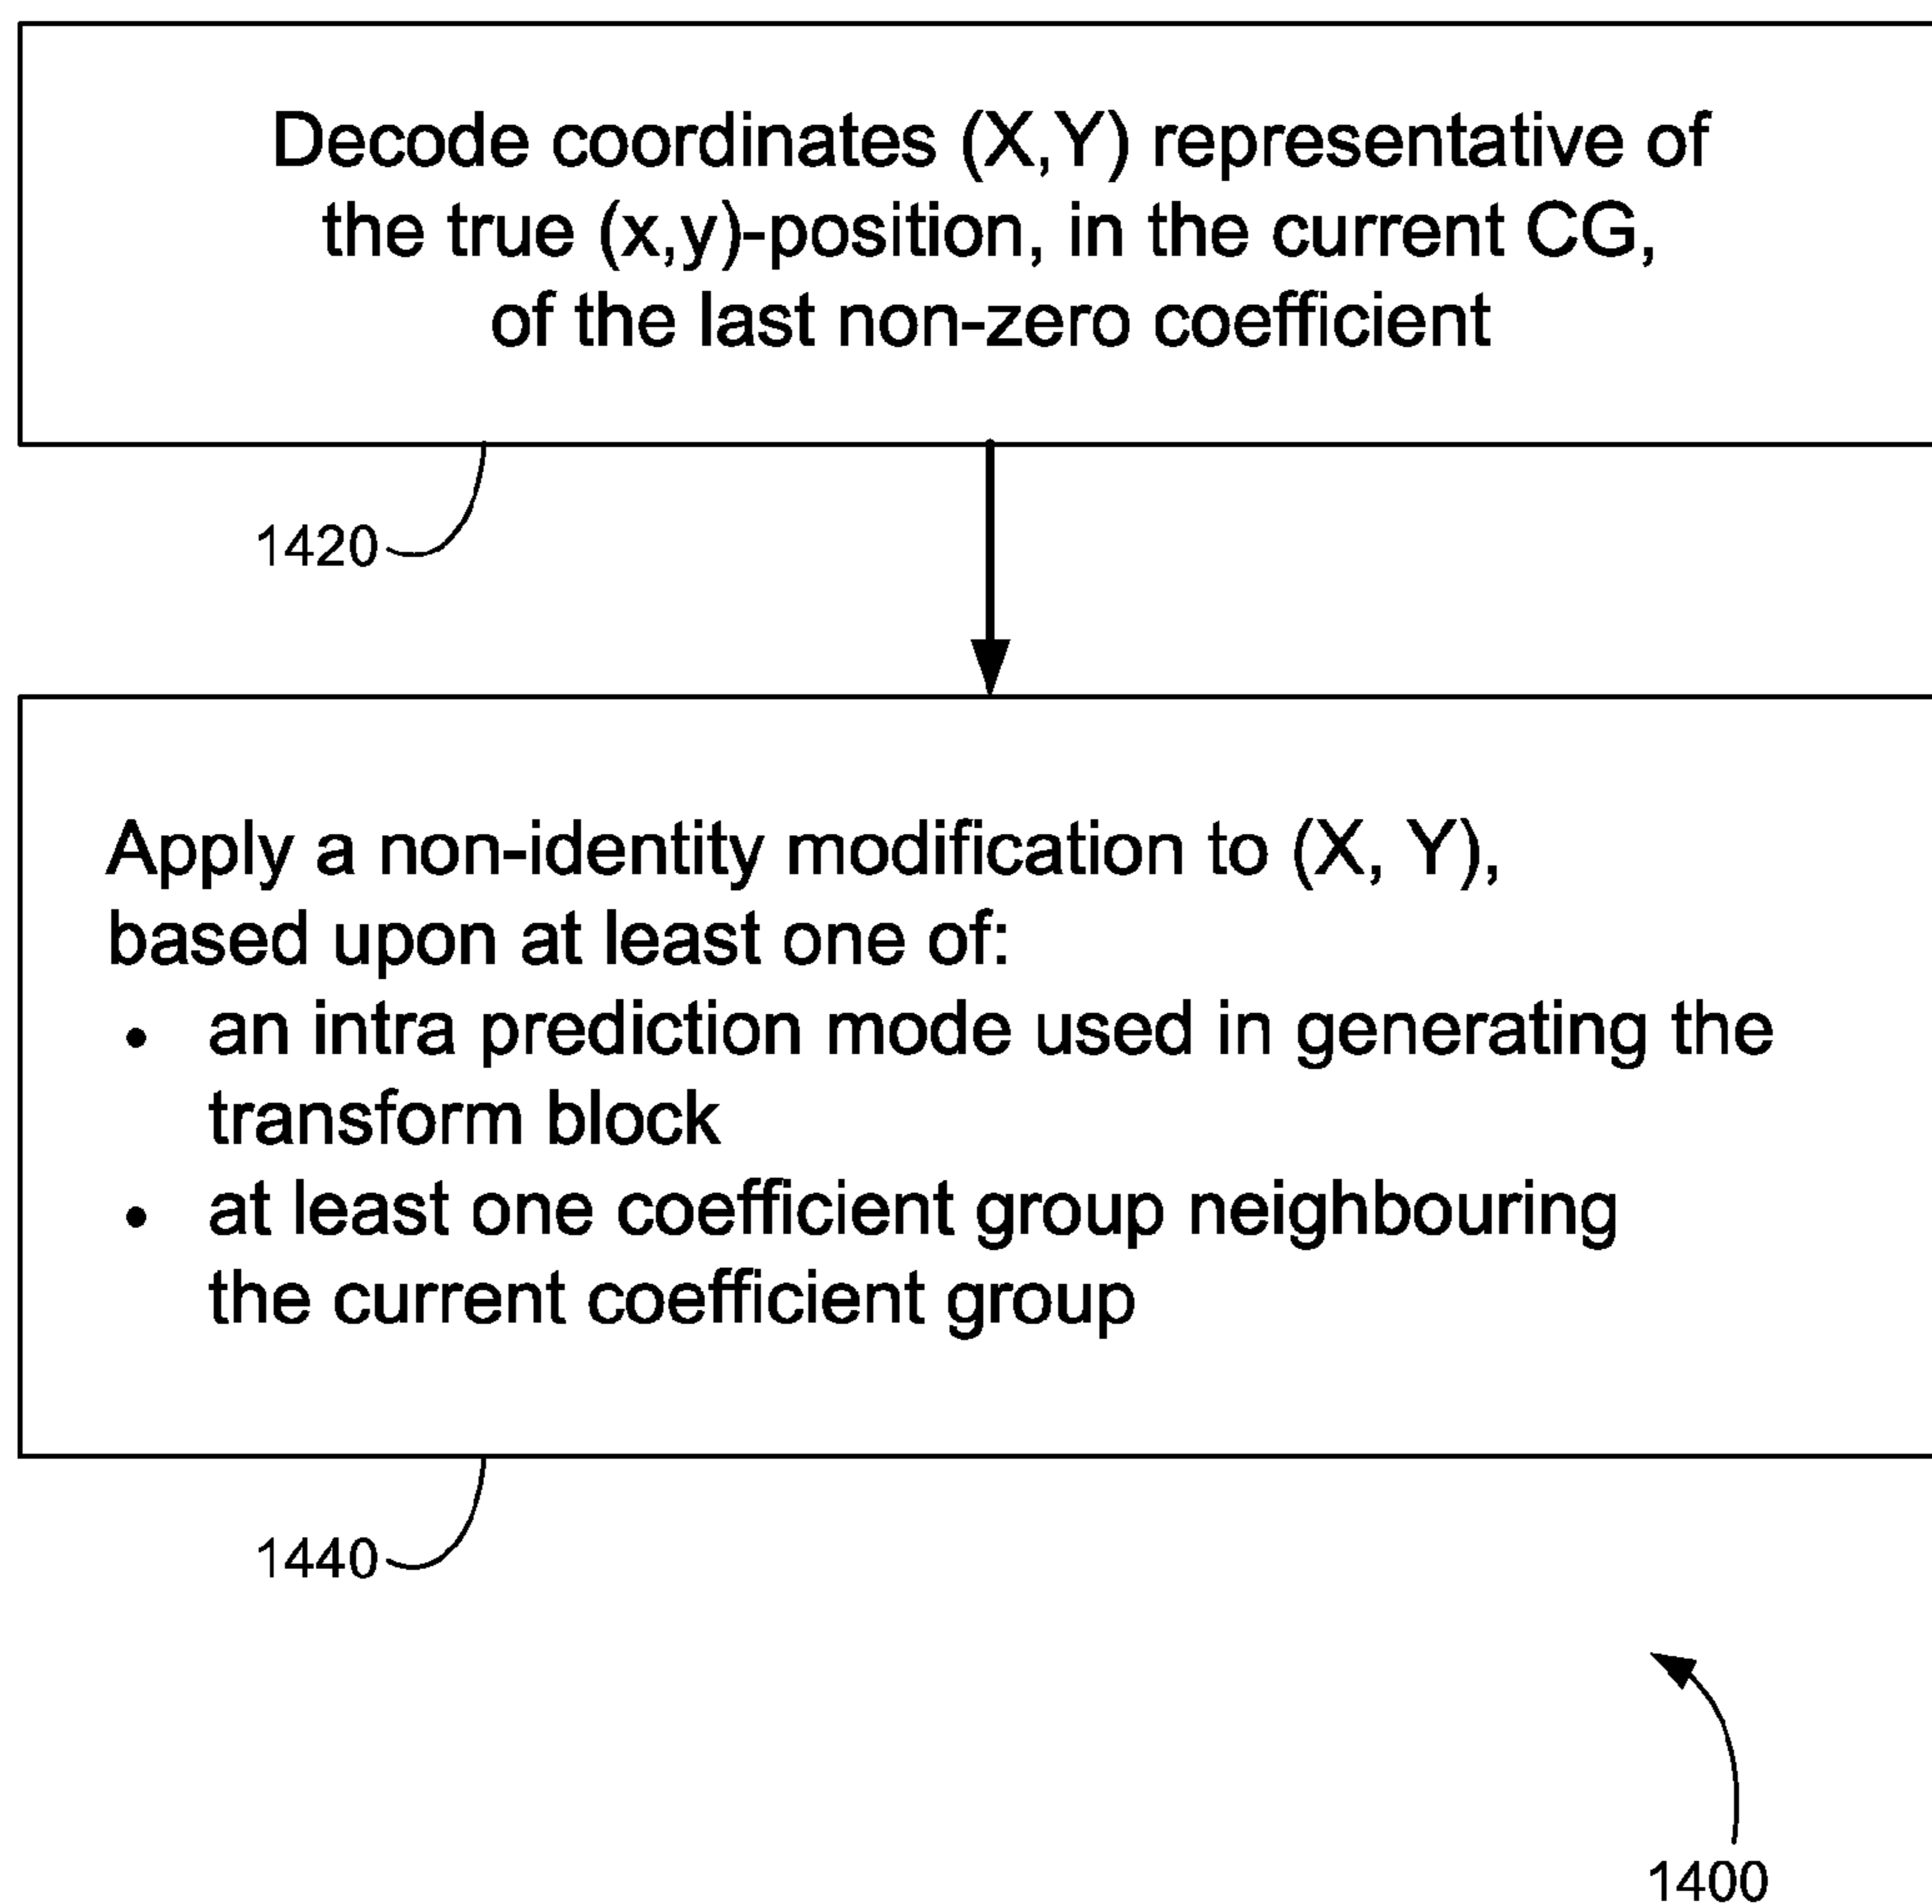 Decode coordinates (X,Y) representative of
the true (x,y)-position, in the current CG,
of the last non-zero coefficient
1420
Apply a non-identity modification to (X, Y),
based upon at least one of:
• an intra prediction mode used in generating the
transform block
• at least one coefficient group neighbouring
the current coefficient group
1440
1400